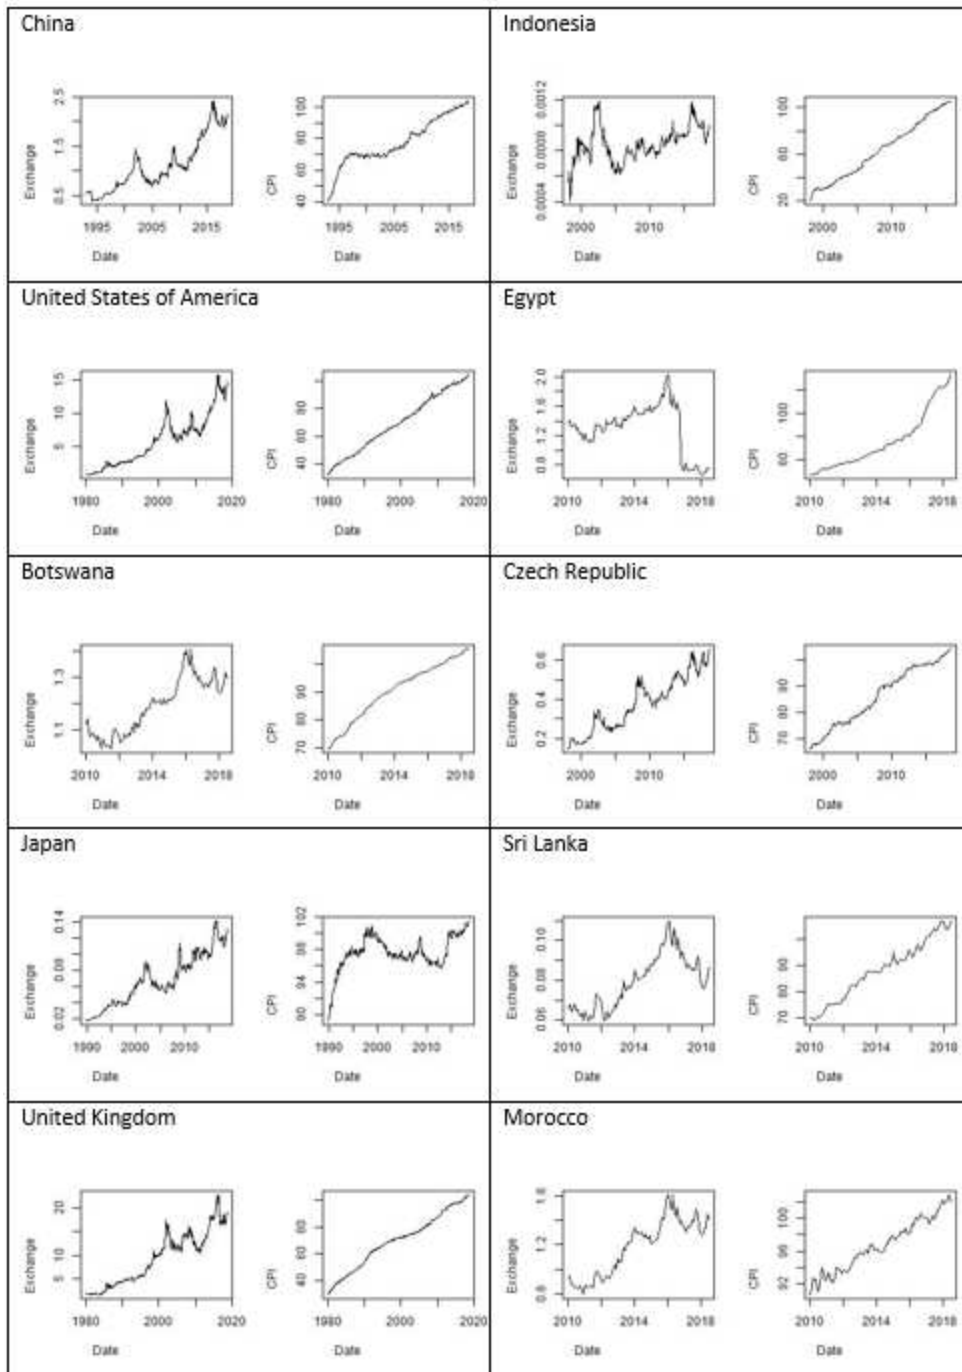 China
Exchange
0.5 1.5 2.5
1995 2005 2015
Date
CPI
40 60 80 100
1995 2005 2015
Date
Indonesia
Exchange
0.0004 0.0008 0.0012
2000 2010
Date
CPI
20 60 100
2000 2010
Date
United States of America
Exchange
5 10 15
1980 2000 2020
Date
CPI
40 60 80
1980 2000 2020
Date
Egypt
Exchange
0.8 1.2 1.6 2.0
2010 2014 2018
Date
CPI
60 100
2010 2014 2018
Date
Botswana
Exchange
1.1 1.3
2010 2014 2018
Date
CPI
70 80 90
2010 2014 2018
Date
Czech Republic
Exchange
0.2 0.4 0.6
2000 2010
Date
CPI
70 80 90
2000 2010
Date
Japan
Exchange
0.02 0.08 0.14
1990 2000 2010
Date
CPI
90 94 98 102
1990 2000 2010
Date
Sri Lanka
Exchange
0.06 0.08 0.10
2010 2014 2018
Date
CPI
70 80 90
2010 2014 2018
Date
United Kingdom
Exchange
5 10 20
1980 2000 2020
Date
CPI
40 60 80
1980 2000 2020
Date
Morocco
Exchange
0.8 1.2 1.6
2010 2014 2018
Date
CPI
92 96 100
2010 2014 2018
Date